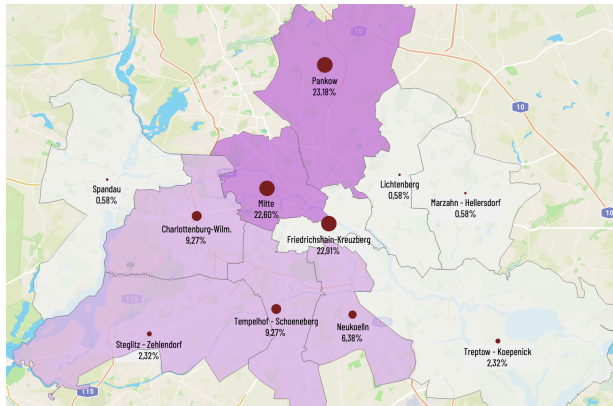 Pankow
23,18%
10
10
Spandau
0,58%
Mitte
22,60%
Lichtenberg
0,58%
Marzahn - Hellersdorf
0,58%
Charlottenburg-Wilm.
9,27%
Friedrichshain-Kreuzberg
22,91%
115
Steglitz - Zehlendorf
2,32%
Tempelhof - Schoeneberg
9,27%
Neukoelln
6,38%
Treptow - Koepenick
2,32%
115